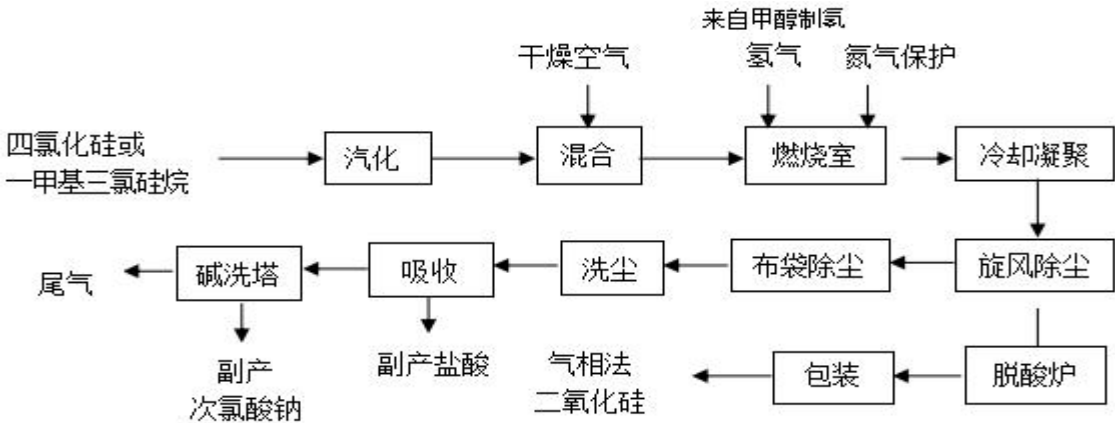 来自甲醇制氢
干燥空气
氢气
氮气保护
四氯化硅或
一甲基三氯硅烷
汽化
混合
燃烧室
冷却凝聚
尾气
碱洗塔
吸收
洗尘
布袋除尘
旋风除尘
副产
次氯酸钠
副产盐酸
气相法
二氧化硅
包装
脱酸炉